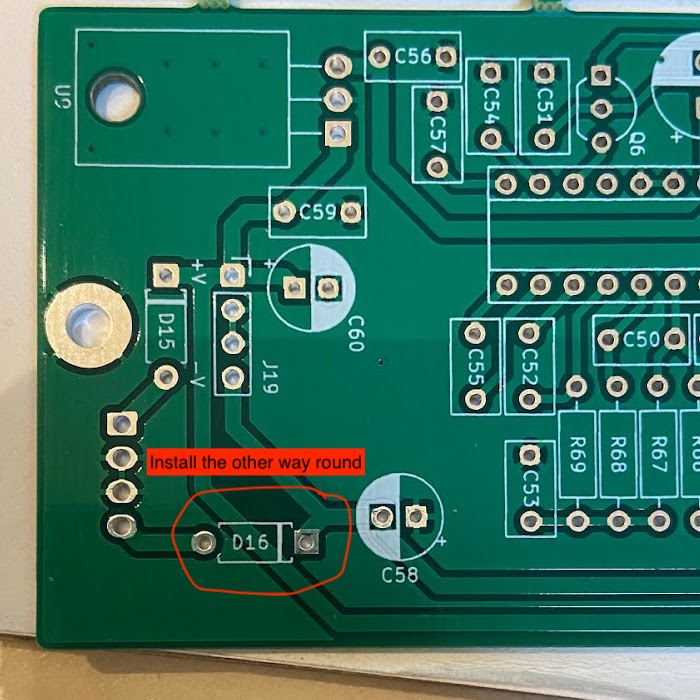 U9
C56
C54
C51
C57
Q6
+
C59
+V
+
C60
D15
-V
J19
C55
C52
C50
R69
R68
R67
C53
Install the other way round
D16
+
C58